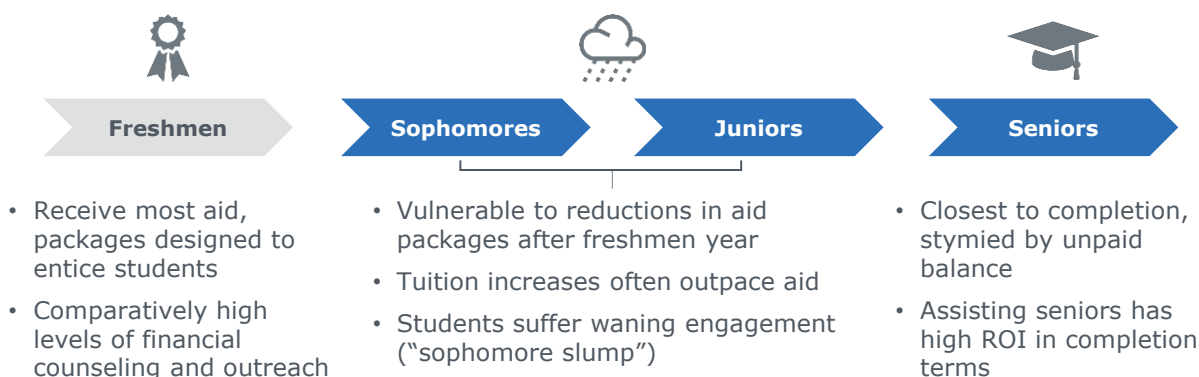 Freshmen
Sophomores
Juniors
Seniors
• Receive most aid,
packages designed to
entice students
• Comparatively high
levels of financial
counseling and outreach
• Vulnerable to reductions in aid
packages after freshmen year
• Tuition increases often outpace aid
• Students suffer waning engagement
(“sophomore slump”)
• Closest to completion,
stymied by unpaid
balance
• Assisting seniors has
high ROI in completion
terms